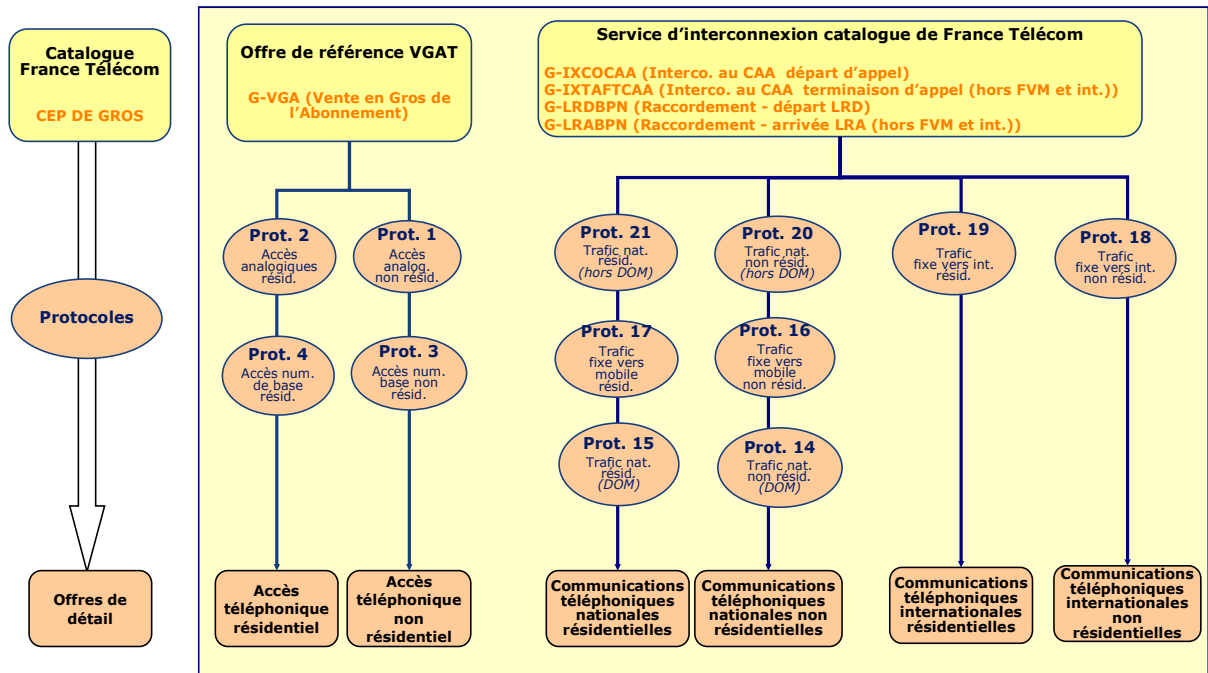 Catalogue
France Télécom
CEP DE GROS
Protocoles
Offres de
détail
Offre de référence VGAT
G-VGA (Vente en Gros de
l'Abonnement)
Service d'interconnexion catalogue de France Télécom
G-IXCOCAA (Interco. au CAA départ d'appel)
G-IXTAFTCAA (Interco. au CAA terminaison d'appel (hors FVM et int.))
G-LRDBPN (Raccordement - départ LRD)
G-LRABPN (Raccordement - arrivée LRA (hors FVM et int.))
Prot. 2
Accès
analogiques
résid.
Prot. 1
Accès
analog.
non résid.
Prot. 21
Trafic nat.
résid.
(hors DOM)
Prot. 20
Trafic nat.
non résid.
(hors DOM)
Prot. 19
Trafic
fixe vers int.
résid.
Prot. 18
Trafic
fixe vers int.
non résid.
Prot. 4
Accès num.
de base
résid.
Prot. 3
Accès num.
base non
résid.
Prot. 17
Trafic
fixe vers
mobile
résid.
Prot. 16
Trafic
fixe vers
mobile
non résid.
Prot. 15
Trafic nat.
résid.
(DOM)
Prot. 14
Trafic nat.
non résid.
(DOM)
Accès
téléphonique
résidentiel
Accès
téléphonique
non
résidentiel
Communications
téléphoniques
nationales
résidentielles
Communications
téléphoniques
nationales non
résidentielles
Communications
téléphoniques
internationales
résidentielles
Communications
téléphoniques
internationales
non
résidentielles